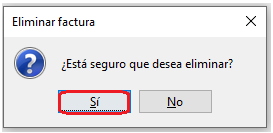 Eliminar factura
¿Está seguro que desea eliminar?
Sí
No